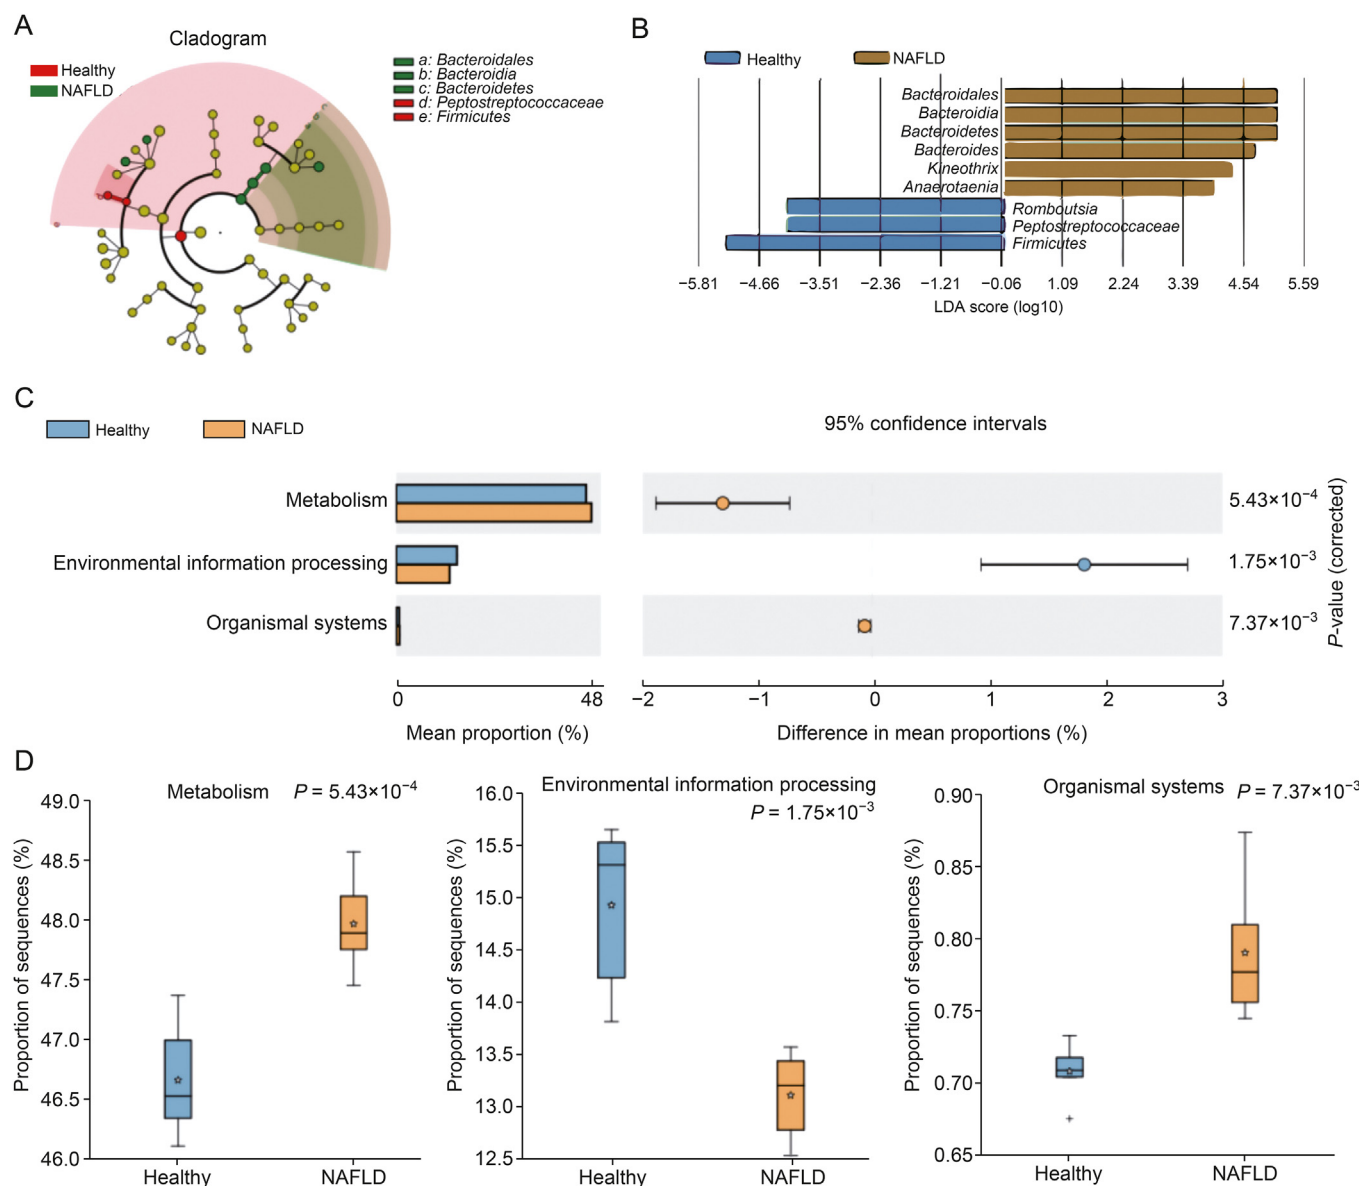 A
Cladogram
Healthy
NAFLD
a: Bacteroidales
b: Bacteroidia
c: Bacteroidetes
d: Peptostreptococcaceae
e: Firmicutes
B
Healthy
NAFLD
Bacteroidales
Bacteroidia
Bacteroidetes
Bacteroides
Kineothrix
Anaerotaenia
Romboutsia
Peptostreptococcaceae
Firmicutes
−5.81 −4.66 −3.51 −2.36 −1.21 −0.06 1.09 2.24 3.39 4.54 5.59
LDA score (log10)
C
Healthy
NAFLD
95% confidence intervals
Metabolism
5.43×10⁻⁴
Environmental information processing
1.75×10⁻³
Organismal systems
7.37×10⁻³
P-value (corrected)
0 48
−2 −1 0 1 2 3
Mean proportion (%)
Difference in mean proportions (%)
D
Metabolism P = 5.43×10⁻⁴
Proportion of sequences (%)
49.0
48.5
48.0
47.5
47.0
46.5
46.0
Healthy NAFLD
Environmental information processing
P = 1.75×10⁻³
Proportion of sequences (%)
16.0
15.5
15.0
14.5
14.0
13.5
13.0
12.5
Healthy NAFLD
Organismal systems P = 7.37×10⁻³
Proportion of sequences (%)
0.90
0.85
0.80
0.75
0.70
0.65
Healthy NAFLD